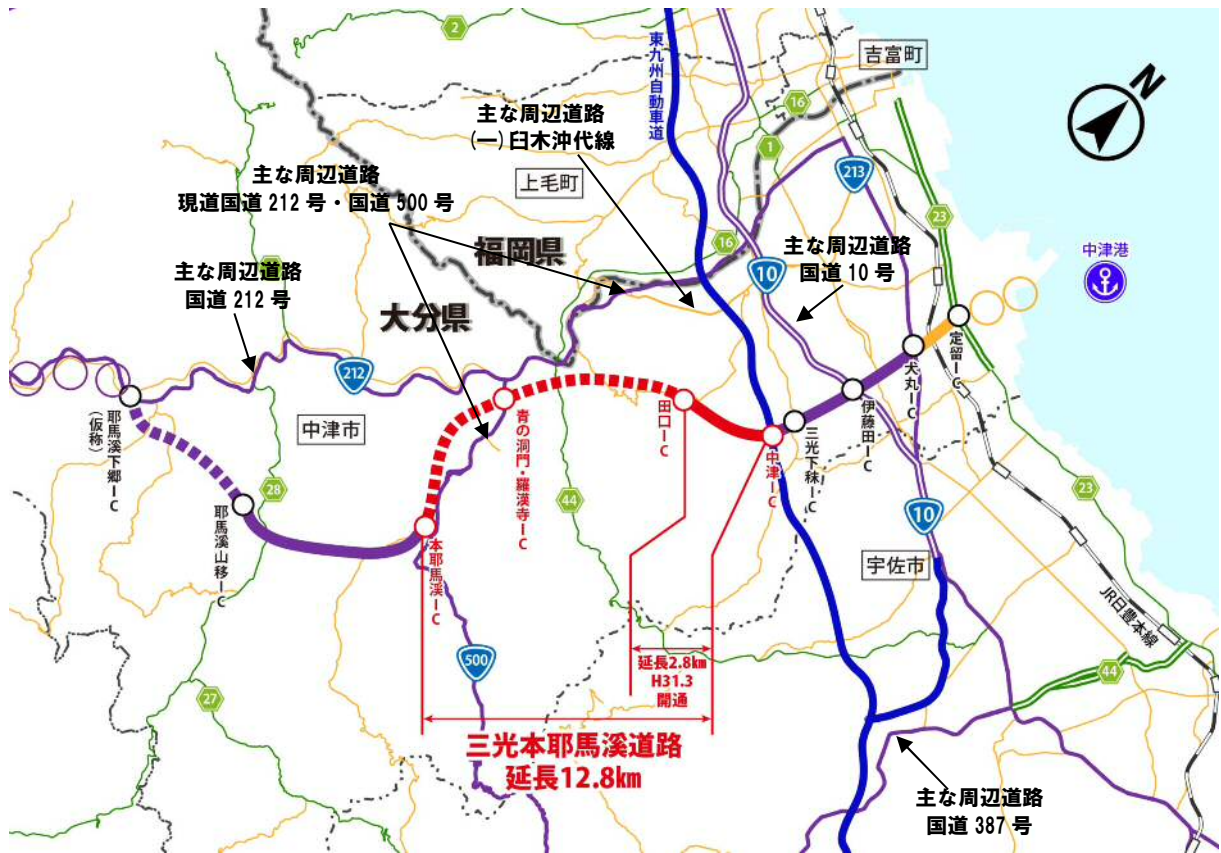 2
東九州自動車道
吉富町
N
16
1
主な周辺道路
(一)臼木沖代線
主な周辺道路
現道国道 212 号・国道 500 号
上毛町
213
23
16
福岡県
大分県
主な周辺道路
国道 212 号
10
主な周辺道路
国道 10 号
中津港
212
中津市
耶馬溪下郷IC
(仮称)
28
耶馬溪山移IC
本耶馬溪IC
青の洞門・羅漢寺IC
44
田口IC
中津IC
三光下秣IC
伊藤田IC
犬丸IC
定留IC
23
10
宇佐市
JR日豊本線
44
500
27
延長2.8km
H31.3
開通
三光本耶馬溪道路
延長12.8km
主な周辺道路
国道 387 号